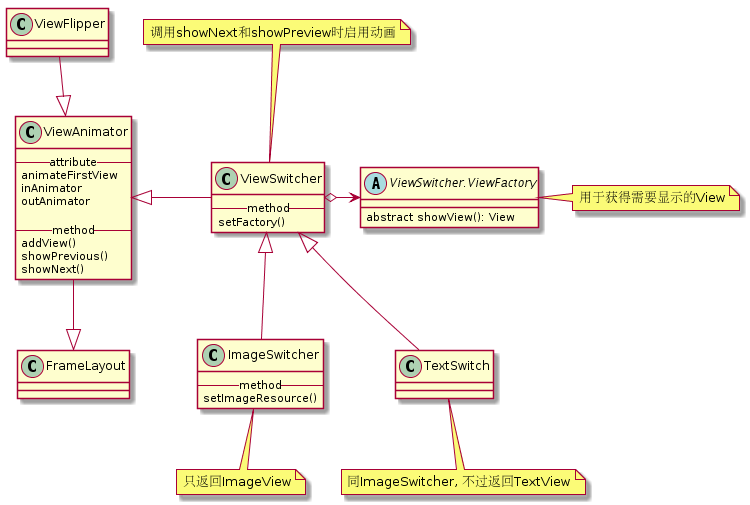 C ViewFlipper
调用showNext和showPreview时启用动画
C ViewAnimator
attribute
animateFirstView
inAnimator
outAnimator
method
addView()
showPrevious()
showNext()
C ViewSwitcher
method
setFactory()
A ViewSwitcher.ViewFactory
abstract showView(): View
用于获得需要显示的View
C FrameLayout
C ImageSwitcher
method
setImageResource()
C TextSwitch
只返回ImageView
同ImageSwitcher, 不过返回TextView